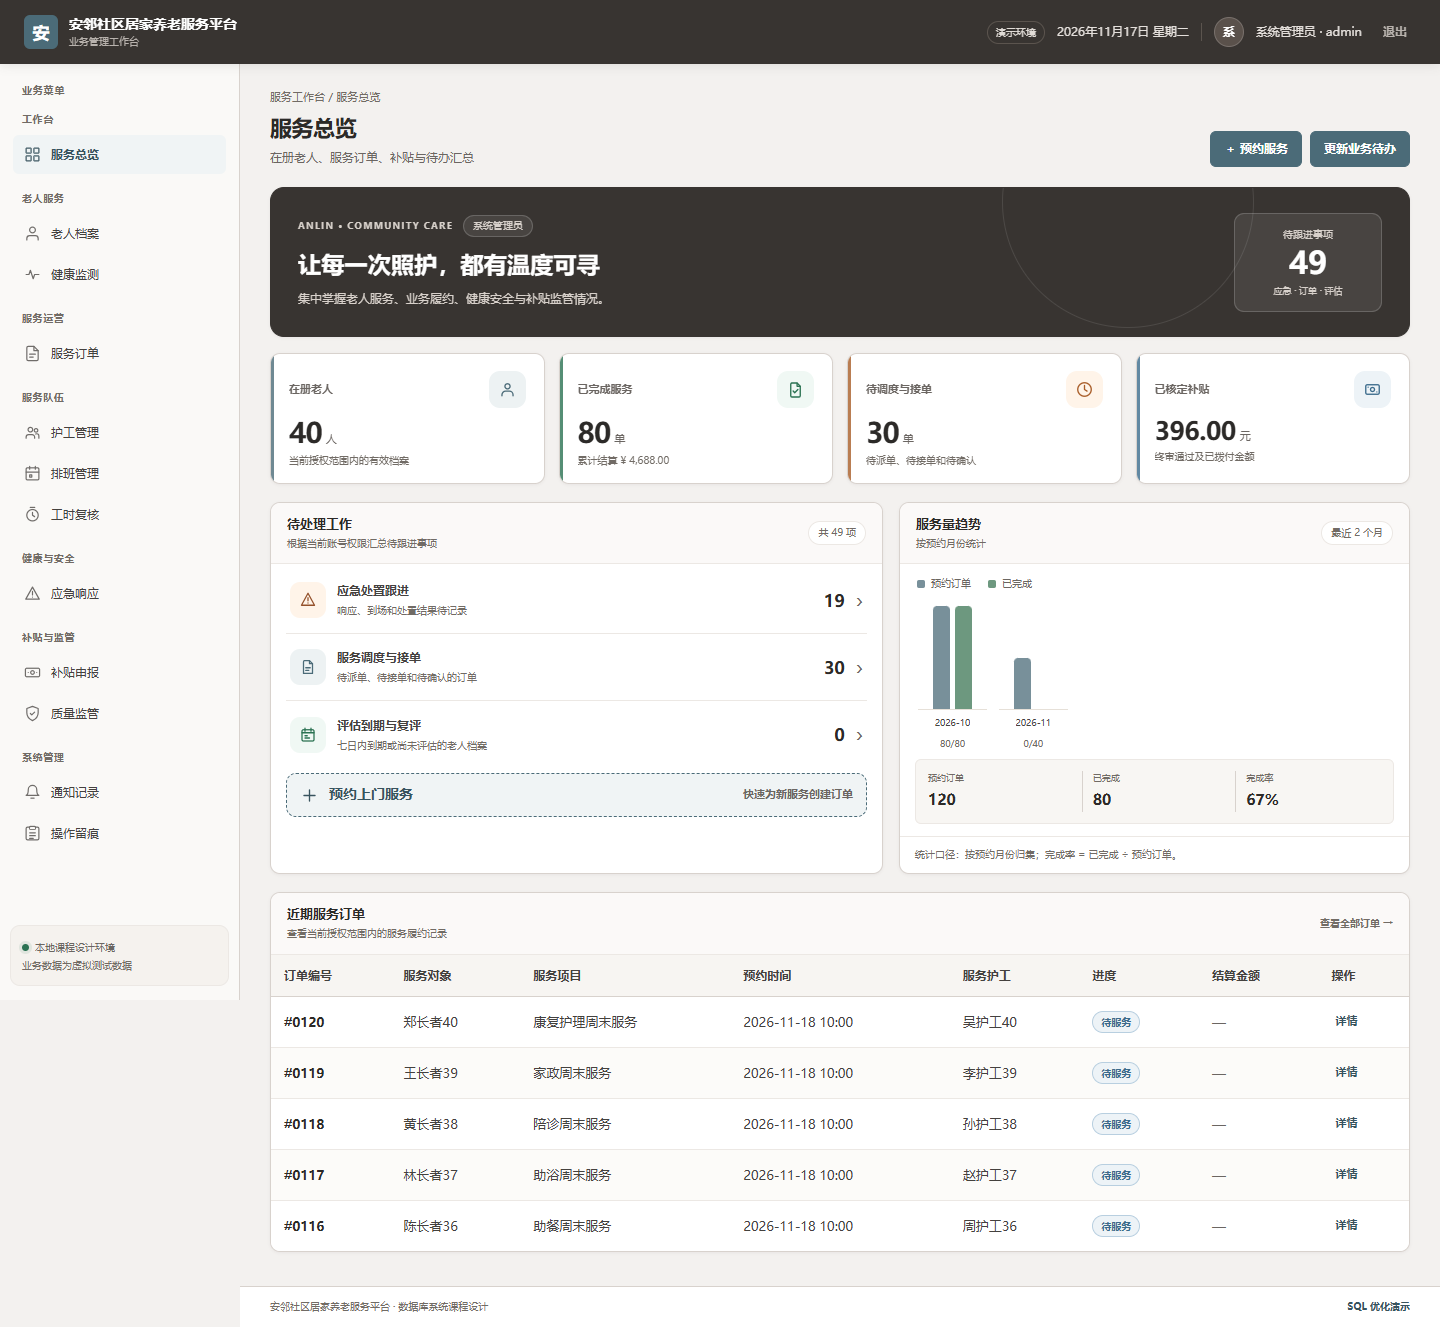 安
安邻社区居家养老服务平台
业务管理工作台
演示环境
2026年11月17日 星期二
系
系统管理员 · admin
退出
业务菜单
工作台
服务总览
老人服务
老人档案
健康监测
服务运营
服务订单
服务队伍
护工管理
排班管理
工时复核
健康与安全
应急响应
补贴与监管
补贴申报
质量监管
系统管理
通知记录
操作留痕
本地课程设计环境
业务数据为虚拟测试数据
服务工作台 / 服务总览
服务总览
在册老人、服务订单、补贴与待办汇总
+ 预约服务
更新业务待办
ANLIN • COMMUNITY CARE
系统管理员
让每一次照护，都有温度可寻
集中掌握老人服务、业务履约、健康安全与补贴监管情况。
待跟进事项
49
应急 · 订单 · 评估
在册老人
40 人
当前授权范围内的有效档案
已完成服务
80 单
累计结算 ¥ 4,688.00
待调度与接单
30 单
待派单、待接单和待确认
已核定补贴
396.00 元
终审通过及已拨付金额
待处理工作
根据当前账号权限汇总待跟进事项
共 49 项
应急处置跟进
响应、到场和处置结果待记录
19 ›
服务调度与接单
待派单、待接单和待确认的订单
30 ›
评估到期与复评
七日内到期或尚未评估的老人档案
0 ›
预约上门服务
快速为新服务创建订单
服务量趋势
按预约月份统计
最近 2 个月
预约订单
已完成
2026-10
80/80
2026-11
0/40
预约订单
120
已完成
80
完成率
67%
统计口径：按预约月份归集；完成率 = 已完成 ÷ 预约订单。
近期服务订单
查看当前授权范围内的服务履约记录
查看全部订单 →
订单编号 服务对象 服务项目 预约时间 服务护工 进度 结算金额 操作
#0120 郑长者40 康复护理周末服务 2026-11-18 10:00 吴护工40 待服务 — 详情
#0119 王长者39 家政周末服务 2026-11-18 10:00 李护工39 待服务 — 详情
#0118 黄长者38 陪诊周末服务 2026-11-18 10:00 孙护工38 待服务 — 详情
#0117 林长者37 助浴周末服务 2026-11-18 10:00 赵护工37 待服务 — 详情
#0116 陈长者36 助餐周末服务 2026-11-18 10:00 周护工36 待服务 — 详情
安邻社区居家养老服务平台 · 数据库系统课程设计
SQL 优化演示